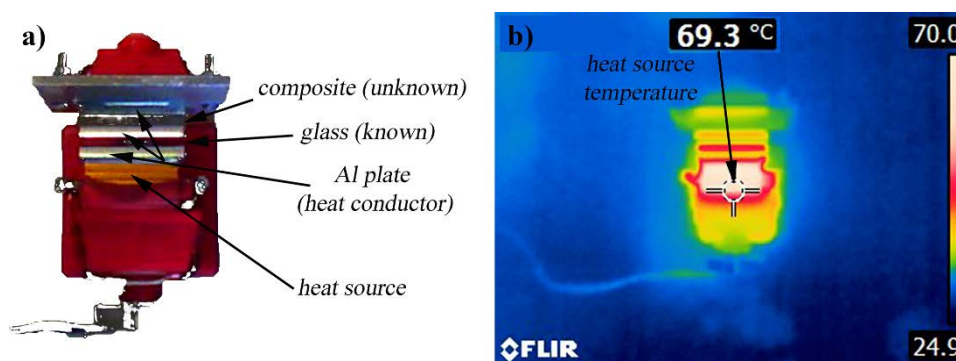 a)
composite (unknown)
glass (known)
Al plate
(heat conductor)
heat source
b)
69.3 °C
70.0
heat source
temperature
FLIR
24.9